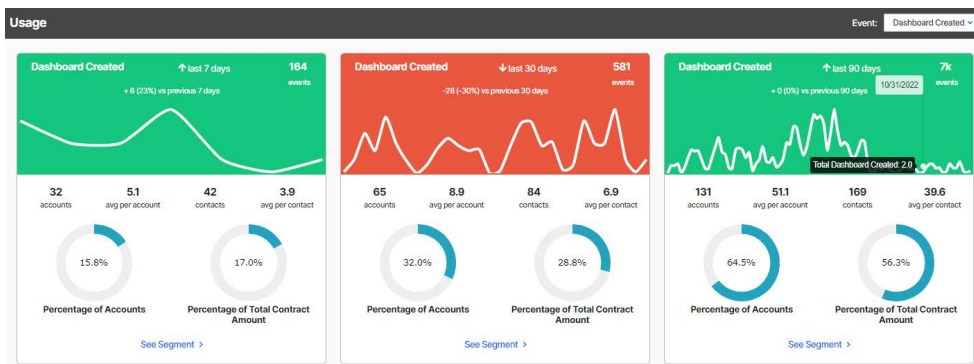 Usage
Event: Dashboard Created
Dashboard Created
↑ last 7 days
164
events
+ 6 (23%) vs previous 7 days
32
accounts
5.1
avg per account
42
contacts
3.9
avg per contact
15.8%
Percentage of Accounts
17.0%
Percentage of Total Contract
Amount
See Segment >
Dashboard Created
↓ last 30 days
581
events
-28 (-30%) vs previous 30 days
65
accounts
8.9
avg per account
84
contacts
6.9
avg per contact
32.0%
Percentage of Accounts
28.8%
Percentage of Total Contract
Amount
See Segment >
Dashboard Created
↑ last 90 days
7k
events
+ 0 (0%) vs previous 90 days
10/31/2022
Total Dashboard Created: 2.0
131
accounts
51.1
avg per account
169
contacts
39.6
avg per contact
64.5%
Percentage of Accounts
56.3%
Percentage of Total Contract
Amount
See Segment >